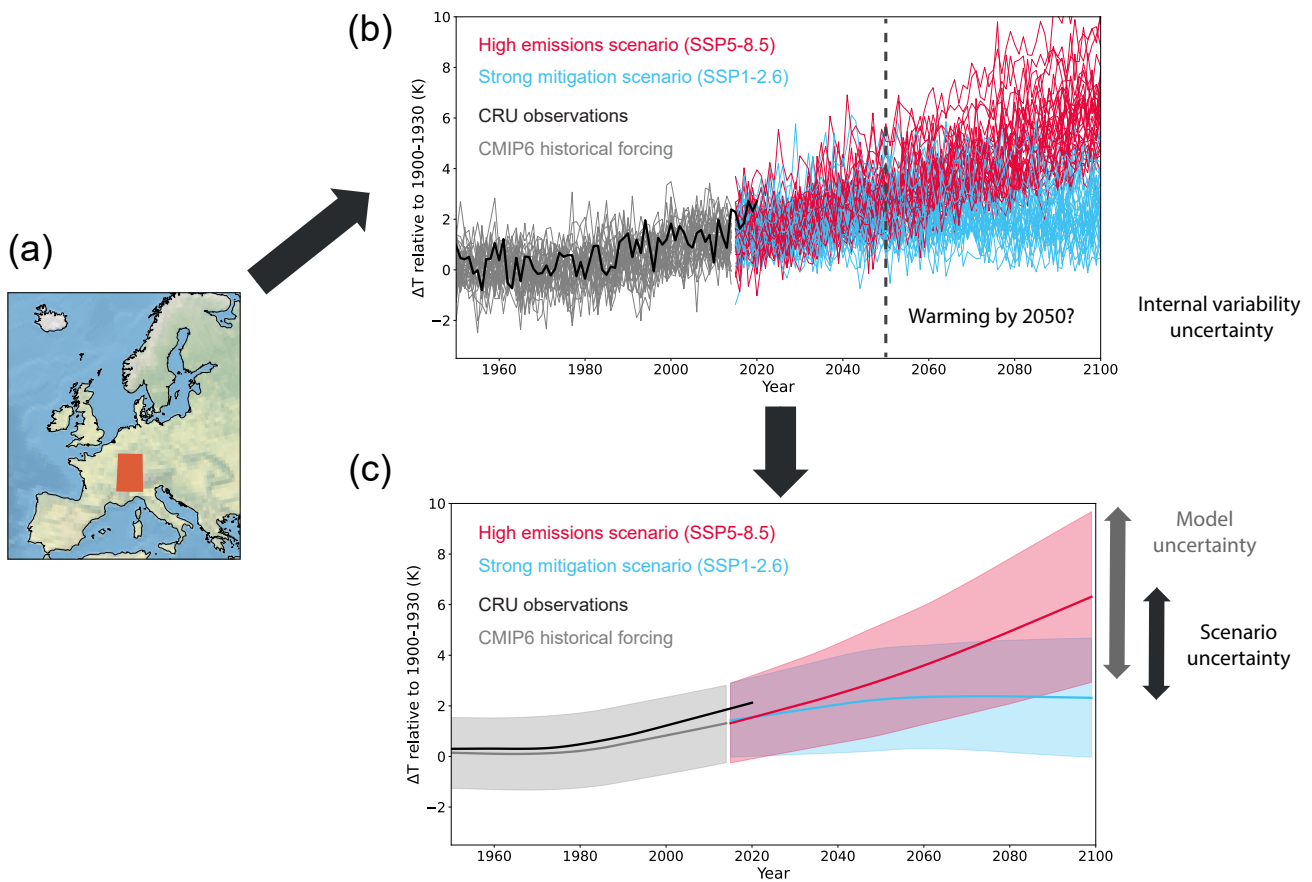 (a)
(b)
High emissions scenario (SSP5-8.5)
Strong mitigation scenario (SSP1-2.6)
CRU observations
CMIP6 historical forcing
Warming by 2050?
ΔT relative to 1900-1930 (K)
10
8
6
4
2
0
−2
1960
1980
2000
2020
2040
2060
2080
2100
Year
Internal variability
uncertainty
(c)
High emissions scenario (SSP5-8.5)
Strong mitigation scenario (SSP1-2.6)
CRU observations
CMIP6 historical forcing
ΔT relative to 1900-1930 (K)
10
8
6
4
2
0
−2
1960
1980
2000
2020
2040
2060
2080
2100
Year
Model
uncertainty
Scenario
uncertainty